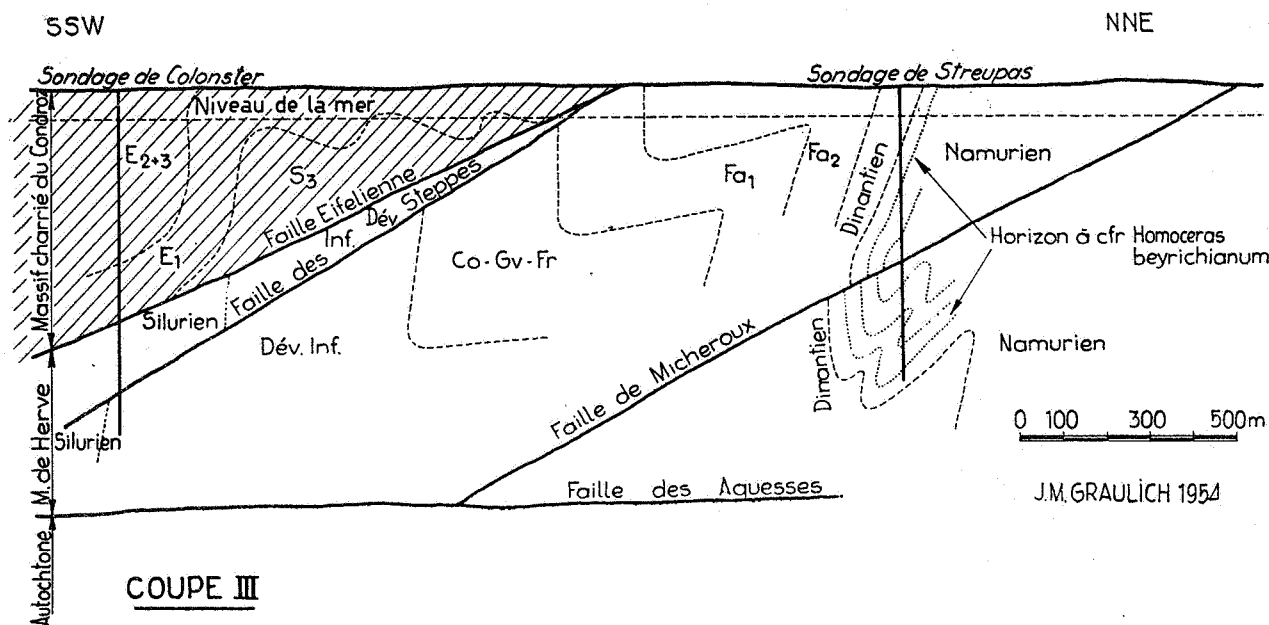 SSW
NNE
Sondage de Colonster
Sondage de Streupas
Niveau de la mer
E2+3
S3
E1
Faille Eifelienne
Inf. Dév.
Faille des Steppes
Silurien
Dév. Inf.
Silurien
Co-Gv-Fr
Fa1
Fa2
Dinantien
Namurien
Horizon à cfr Homoceras
beyrichianum
Faille de Micheroux
Dinantien
Namurien
0 100 300 500m
Faille des Aquesses
J.M. GRAULICH 1954
Massif charrié du Condroz
M. de Herve
Autochtone
COUPE III